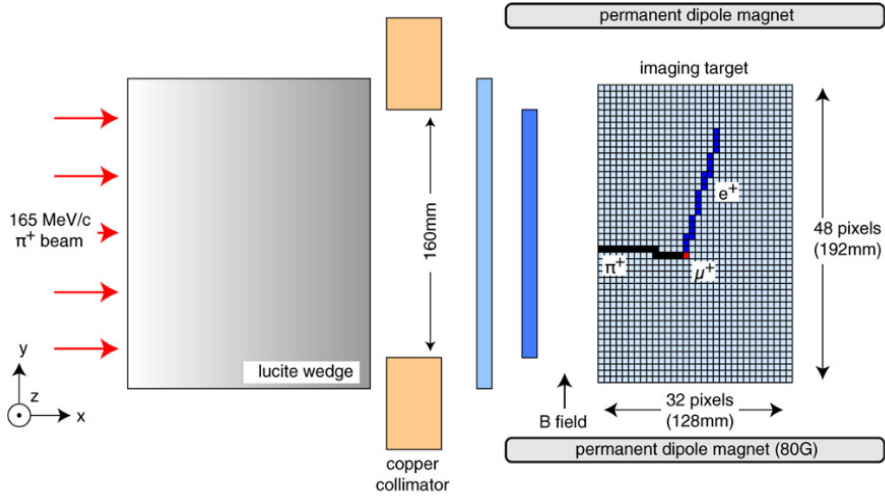 permanent dipole magnet
imaging target
160mm
165 MeV/c
π⁺ beam
e⁺
48 pixels
(192mm)
π⁺
μ⁺
lucite wedge
y
z
x
32 pixels
(128mm)
B field
copper
collimator
permanent dipole magnet (80G)